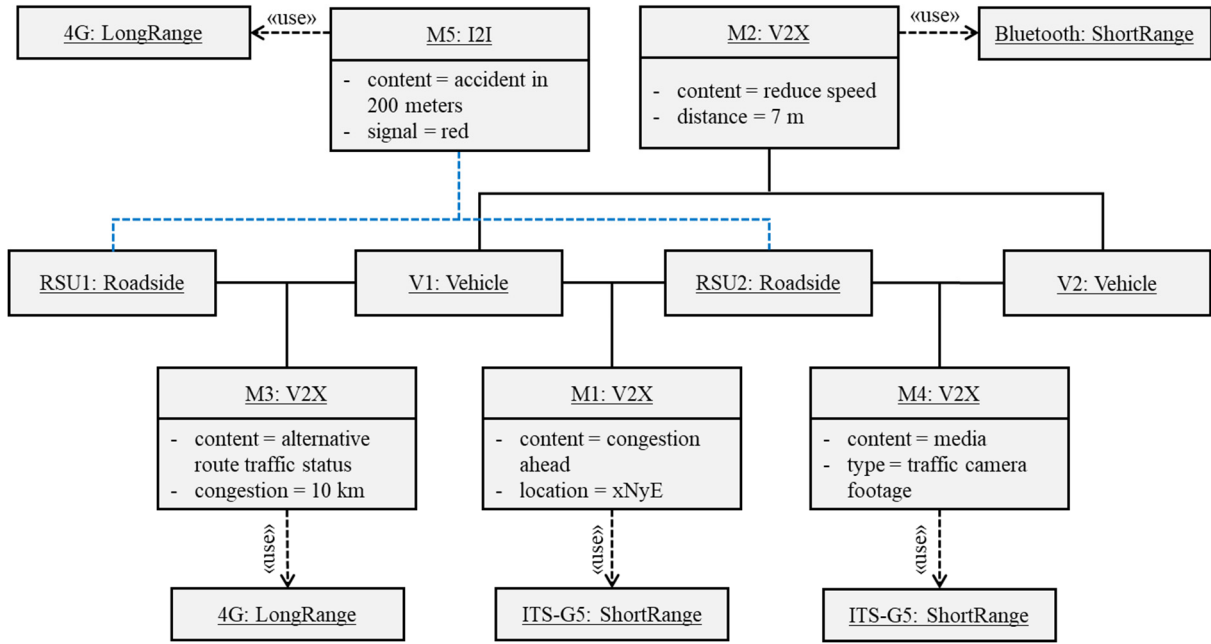 «use»
«use»
4G: LongRange
M5: I2I
M2: V2X
Bluetooth: ShortRange
- content = accident in
200 meters
- signal = red
- content = reduce speed
- distance = 7 m
RSU1: Roadside
V1: Vehicle
RSU2: Roadside
V2: Vehicle
M3: V2X
- content = alternative
route traffic status
- congestion = 10 km
M1: V2X
- content = congestion
ahead
- location = xNyE
M4: V2X
- content = media
- type = traffic camera
footage
«use»
«use»
«use»
4G: LongRange
ITS-G5: ShortRange
ITS-G5: ShortRange